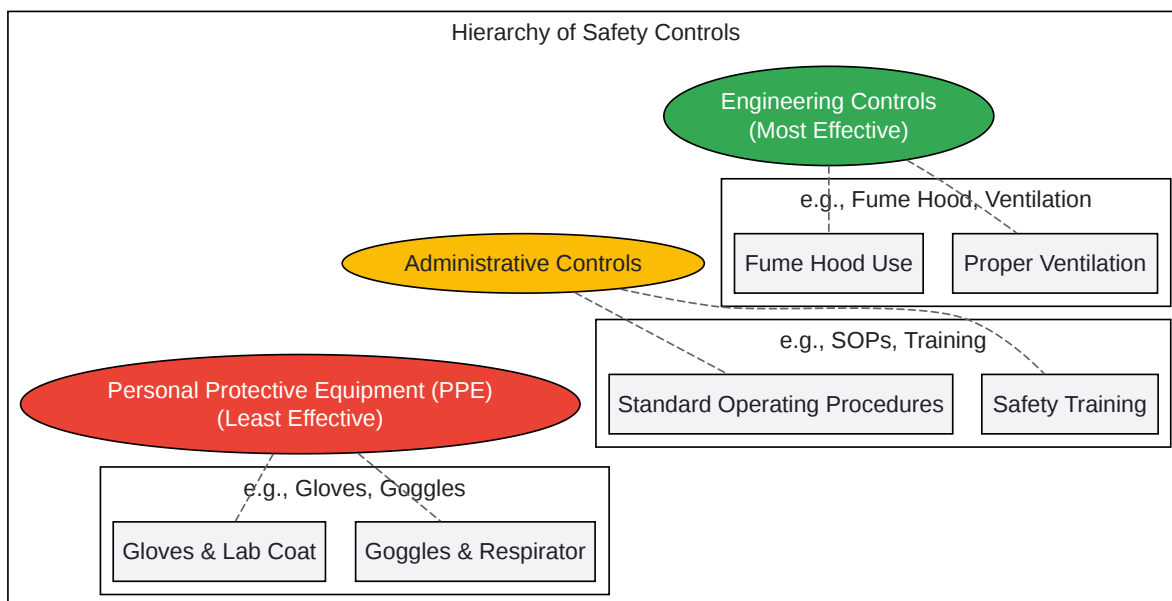 Hierarchy of Safety Controls
Engineering Controls
(Most Effective)
e.g., Fume Hood, Ventilation
Fume Hood Use
Proper Ventilation
Administrative Controls
e.g., SOPs, Training
Standard Operating Procedures
Safety Training
Personal Protective Equipment (PPE)
(Least Effective)
e.g., Gloves, Goggles
Gloves & Lab Coat
Goggles & Respirator